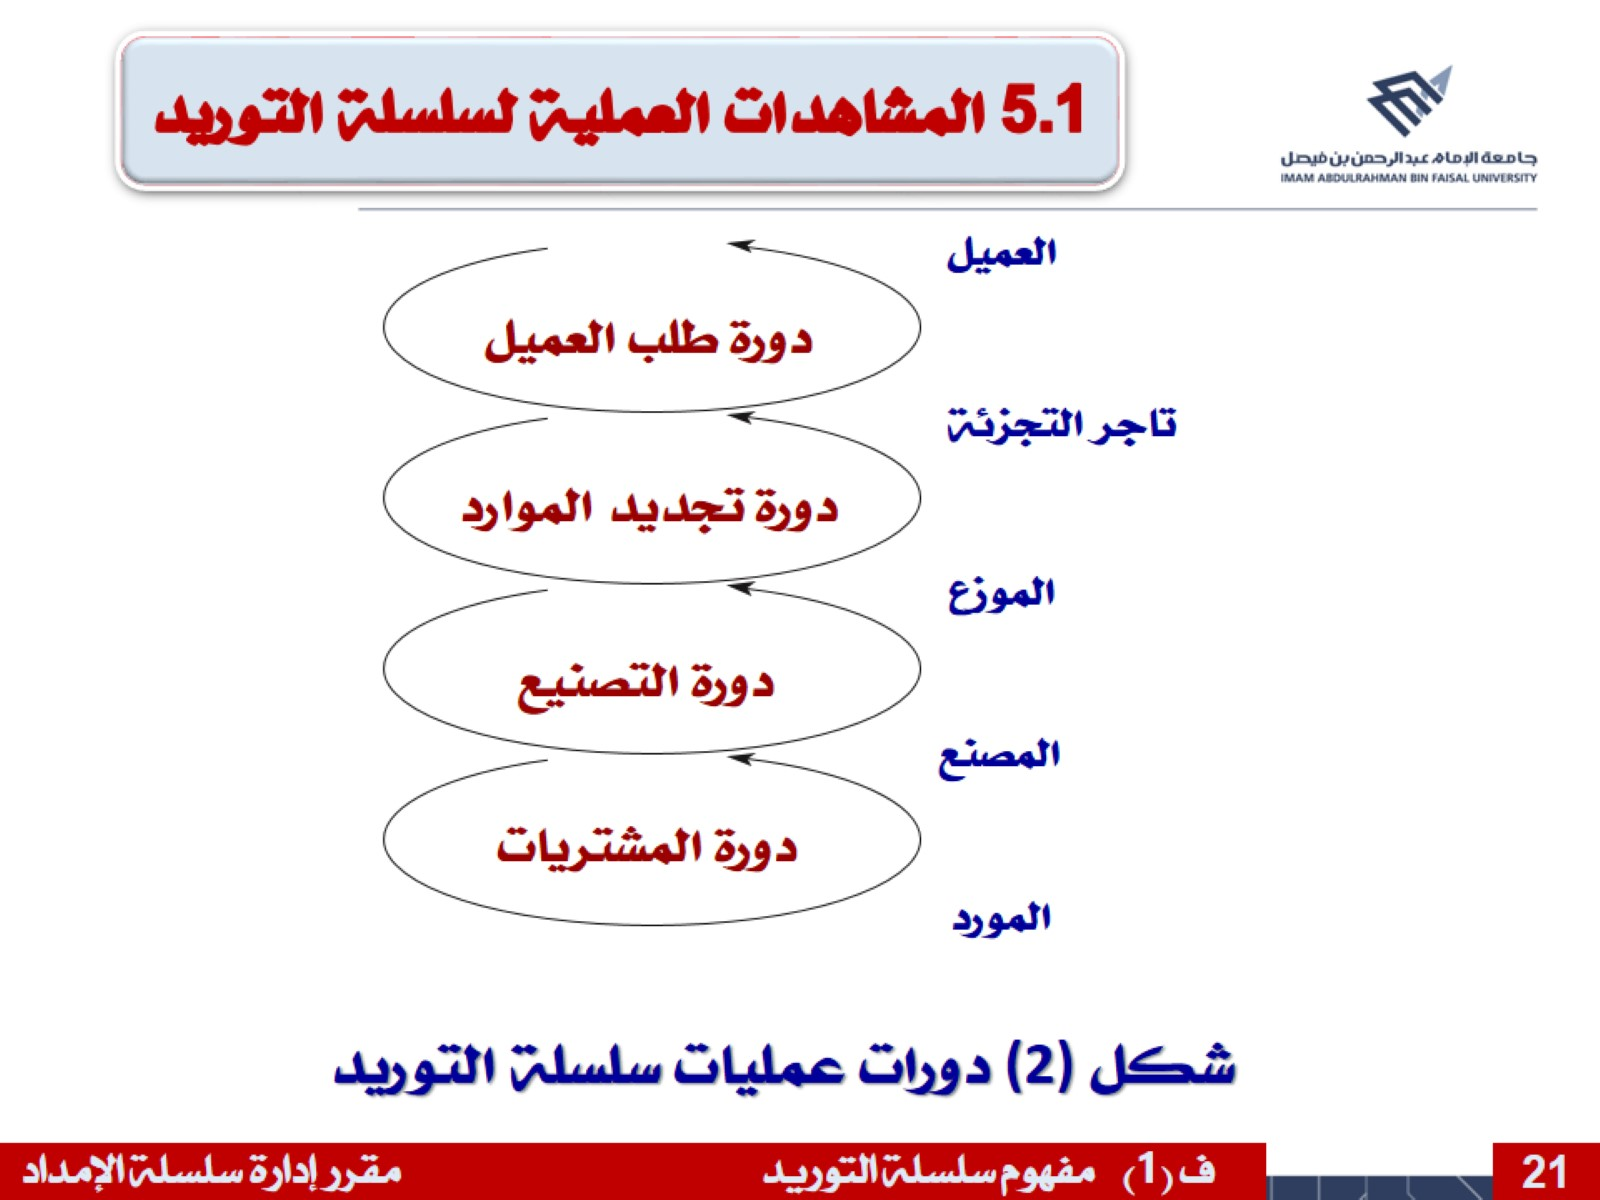 5.1 المشاهدات العملية لسلسلة التوريد
جامعة الإمام عبدالرحمن بن فيصل
IMAM ABDULRAHMAN BIN FAISAL UNIVERSITY
العميل
دورة طلب العميل
تاجر التجزئة
دورة تجديد الموارد
الموزع
دورة التصنيع
المصنع
دورة المشتريات
المورد
شكل (2) دورات عمليات سلسلة التوريد
21
ف (1) مفهوم سلسلة التوريد
مقرر إدارة سلسلة الإمداد